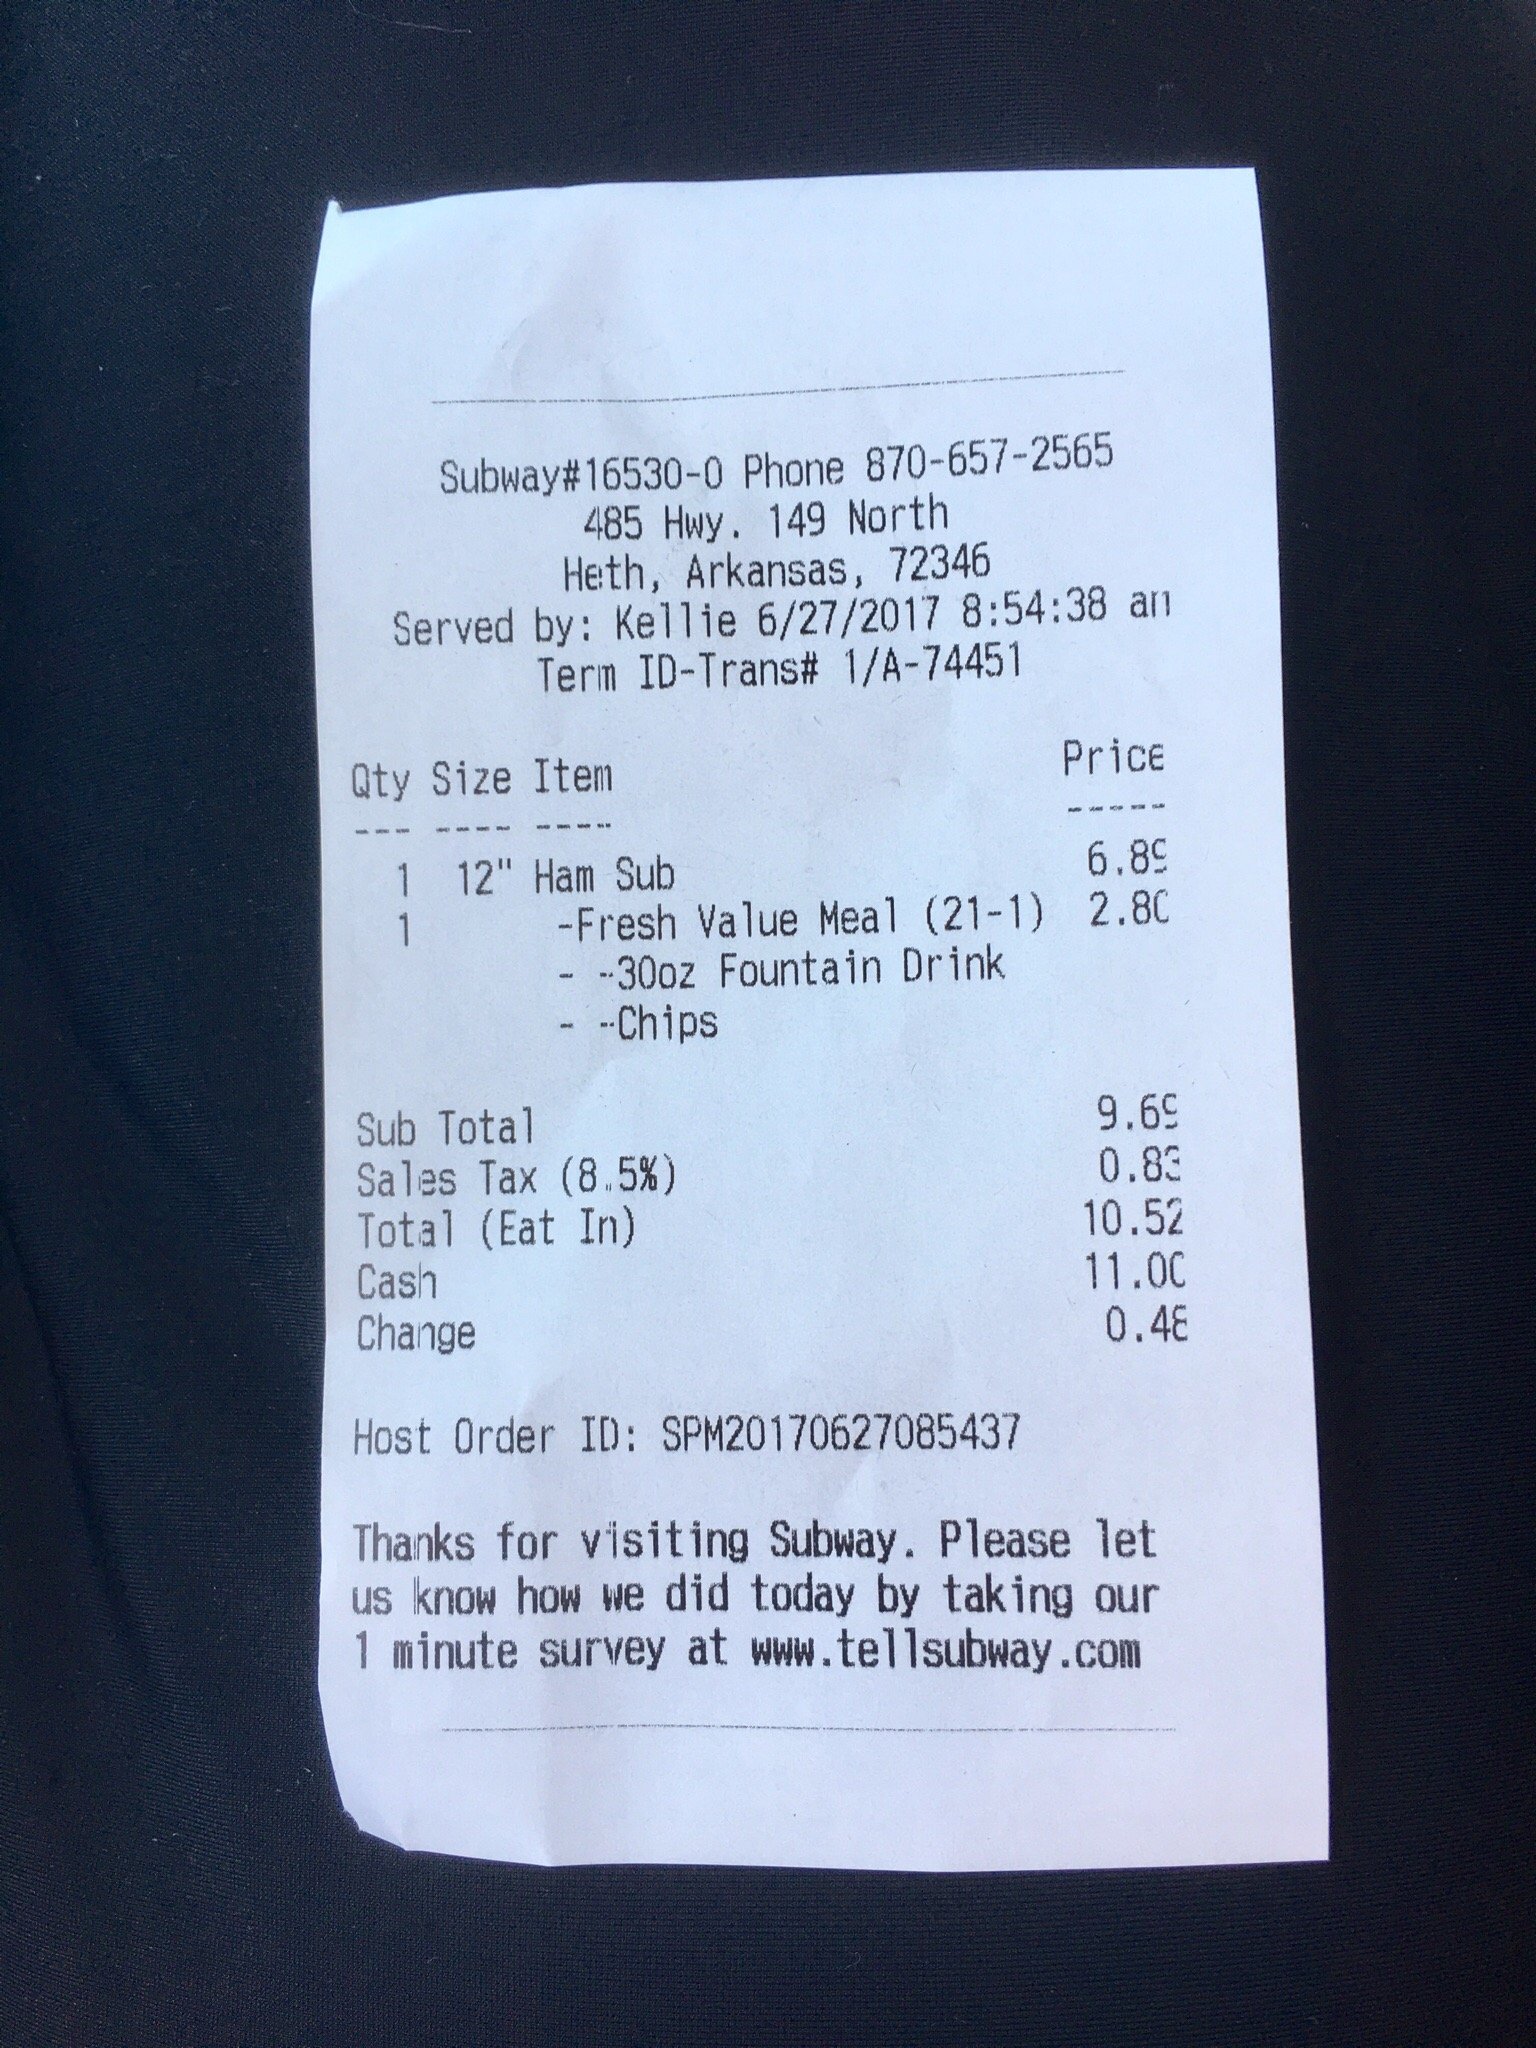 Subway#16530-0 Phone 870-657-2565
485 Hwy. 149 North
Heth, Arkansas, 72346
Served by: Kellie 6/27/2017 8:54:38 am
Term ID-Trans# 1/A-74451
Qty Size Item Price
--- ---- ---- -----
1 12" Ham Sub 6.89
1 -Fresh Value Meal (21-1) 2.80
- -30oz Fountain Drink
- -Chips
Sub Total 9.69
Sales Tax (8.5%) 0.83
Total (Eat In) 10.52
Cash 11.00
Change 0.48
Host Order ID: SPM20170627085437
Thanks for visiting Subway. Please let
us know how we did today by taking our
1 minute survey at www.tellsubway.com